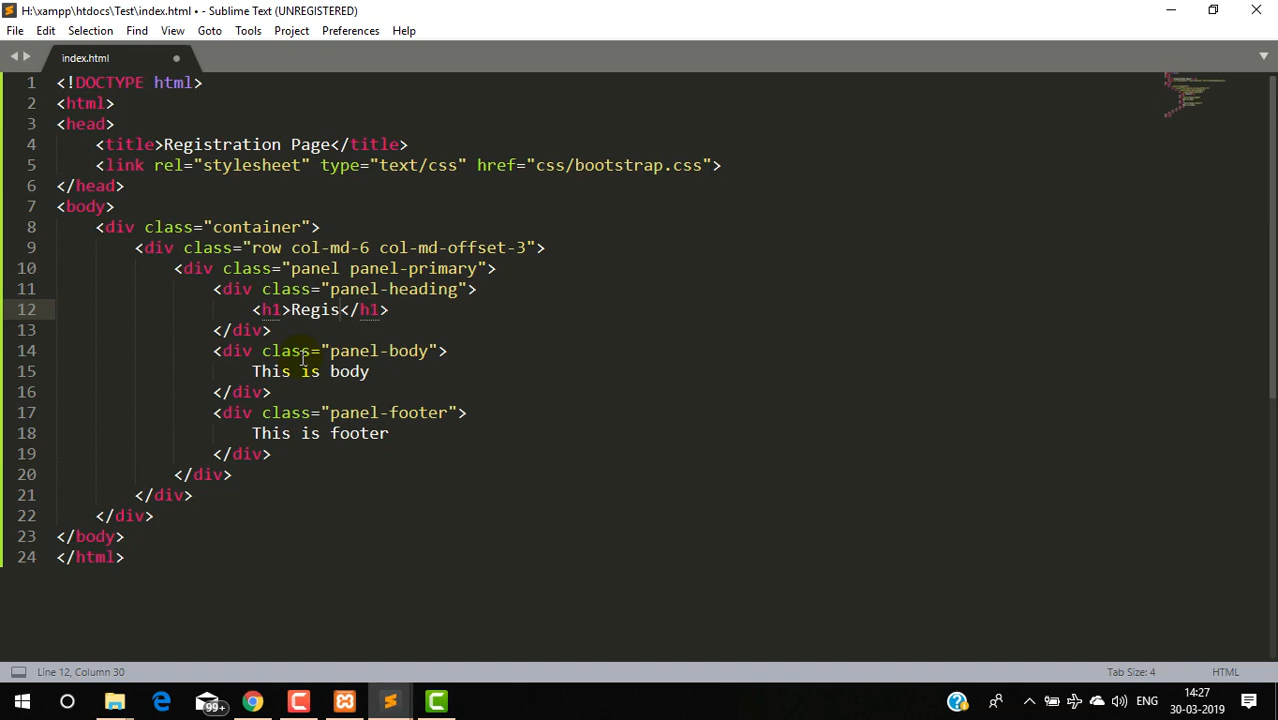 H:\xampp\htdocs\Test\index.html • - Sublime Text (UNREGISTERED)
File Edit Selection Find View Goto Tools Project Preferences Help
index.html
1 <!DOCTYPE html>
2 <html>
3 <head>
4 <title>Registration Page</title>
5 <link rel="stylesheet" type="text/css" href="css/bootstrap.css">
6 </head>
7 <body>
8 <div class="container">
9 <div class="row col-md-6 col-md-offset-3">
10 <div class="panel panel-primary">
11 <div class="panel-heading">
12 <h1>Regis</h1>
13 </div>
14 <div class="panel-body">
15 This is body
16 </div>
17 <div class="panel-footer">
18 This is footer
19 </div>
20 </div>
21 </div>
22 </div>
23 </body>
24 </html>
Line 12, Column 30 Tab Size: 4 HTML
99+ ENG 14:27
30-03-2019